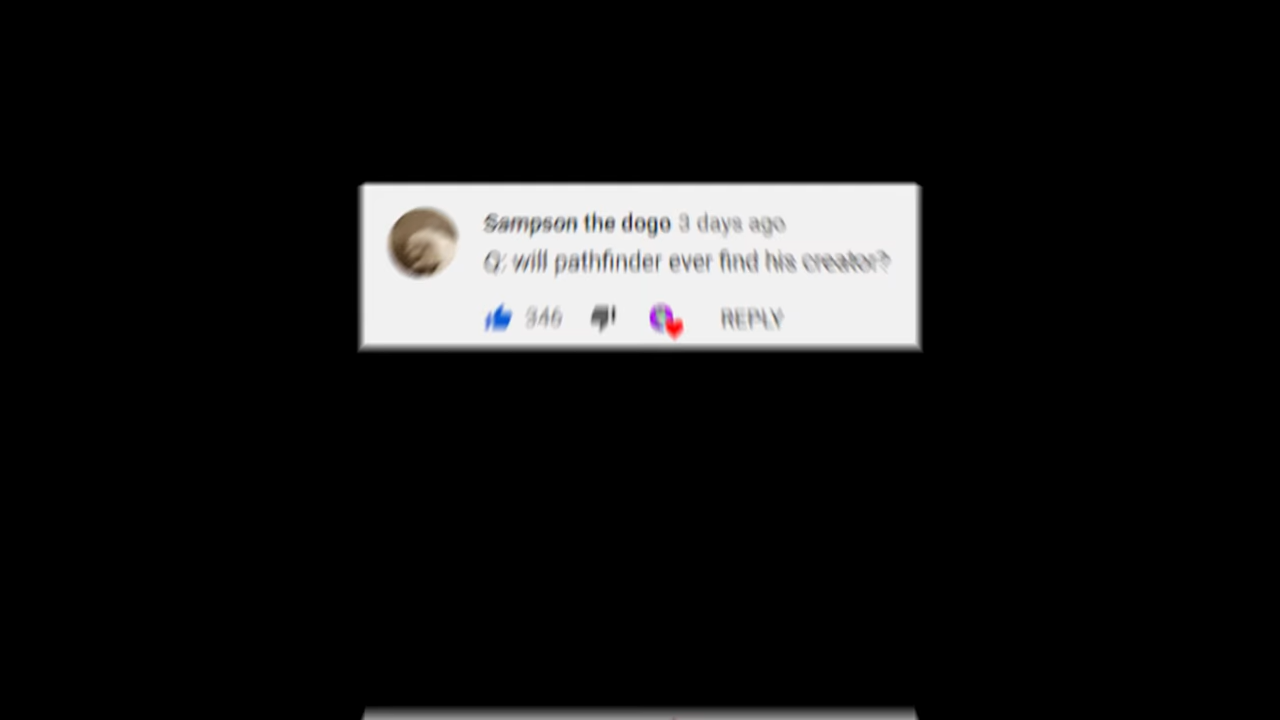 Sampson the dogo 3 days ago
Q: will pathfinder ever find his creator?
346 REPLY